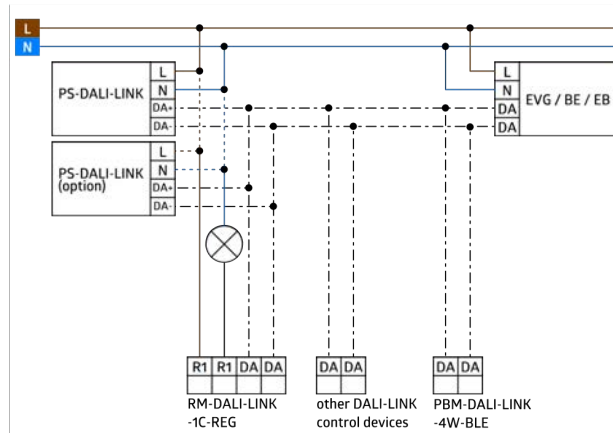 L
N
PS-DALI-LINK
L
N
DA+
DA-
L
N
DA
DA
EVG / BE / EB
PS-DALI-LINK
(option)
L
N
DA+
DA-
R1 R1 DA DA
DA DA
DA DA
RM-DALI-LINK
-1C-REG
other DALI-LINK
control devices
PBM-DALI-LINK
-4W-BLE